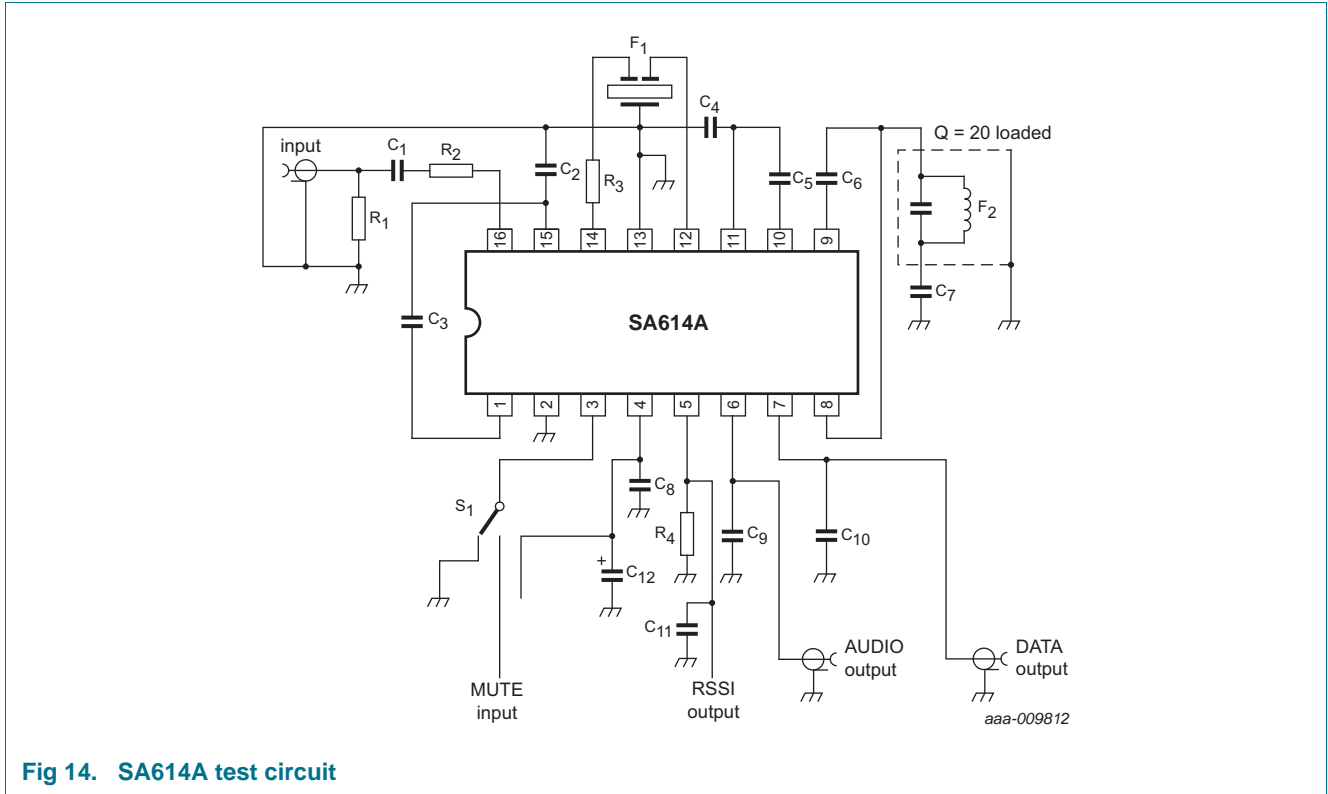 F1
C4
Q = 20 loaded
input
C1
R2
C2
R3
C5
C6
F2
R1
16
15
14
13
12
11
10
9
C7
C3
SA614A
1
2
3
4
5
6
7
8
S1
C8
R4
C9
C10
+
C12
C11
AUDIO
output
DATA
output
MUTE
input
RSSI
output
aaa-009812
Fig 14. SA614A test circuit